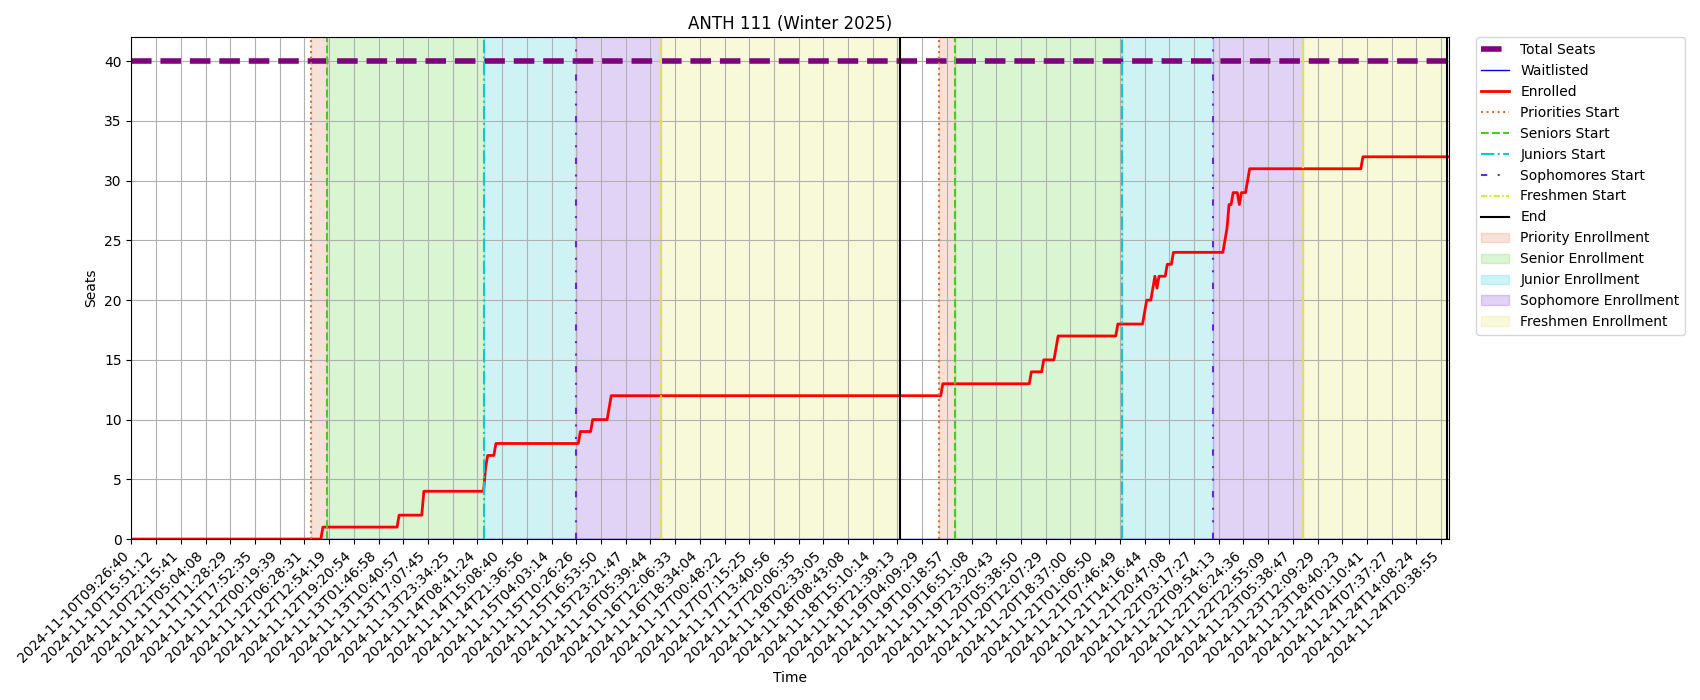 ANTH 111 (Winter 2025)
Seats
40
35
30
25
20
15
10
5
0
2024-11-10T09:26:40
2024-11-10T15:51:12
2024-11-10T22:15:41
2024-11-11T05:04:08
2024-11-11T11:28:29
2024-11-11T17:52:35
2024-11-12T00:19:39
2024-11-12T06:28:31
2024-11-12T12:54:19
2024-11-12T19:20:54
2024-11-13T01:46:58
2024-11-13T10:40:57
2024-11-13T17:07:45
2024-11-13T23:34:25
2024-11-14T08:41:24
2024-11-14T15:08:40
2024-11-14T21:36:56
2024-11-15T04:03:14
2024-11-15T10:26:26
2024-11-15T16:53:50
2024-11-15T23:21:47
2024-11-16T05:39:44
2024-11-16T12:06:33
2024-11-16T18:34:04
2024-11-17T00:48:22
2024-11-17T07:15:25
2024-11-17T13:40:56
2024-11-17T20:06:35
2024-11-18T02:33:05
2024-11-18T08:43:08
2024-11-18T15:10:14
2024-11-18T21:39:13
2024-11-19T04:09:29
2024-11-19T10:18:57
2024-11-19T16:51:08
2024-11-19T23:20:43
2024-11-20T05:38:50
2024-11-20T12:07:29
2024-11-20T18:37:00
2024-11-21T01:06:50
2024-11-21T07:46:49
2024-11-21T14:16:44
2024-11-21T20:47:08
2024-11-22T03:17:27
2024-11-22T09:54:13
2024-11-22T16:24:36
2024-11-22T22:55:09
2024-11-23T05:38:47
2024-11-23T12:09:29
2024-11-23T18:40:23
2024-11-24T01:10:41
2024-11-24T07:37:27
2024-11-24T14:08:24
2024-11-24T20:38:55
Time
Total Seats
Waitlisted
Enrolled
Priorities Start
Seniors Start
Juniors Start
Sophomores Start
Freshmen Start
End
Priority Enrollment
Senior Enrollment
Junior Enrollment
Sophomore Enrollment
Freshmen Enrollment